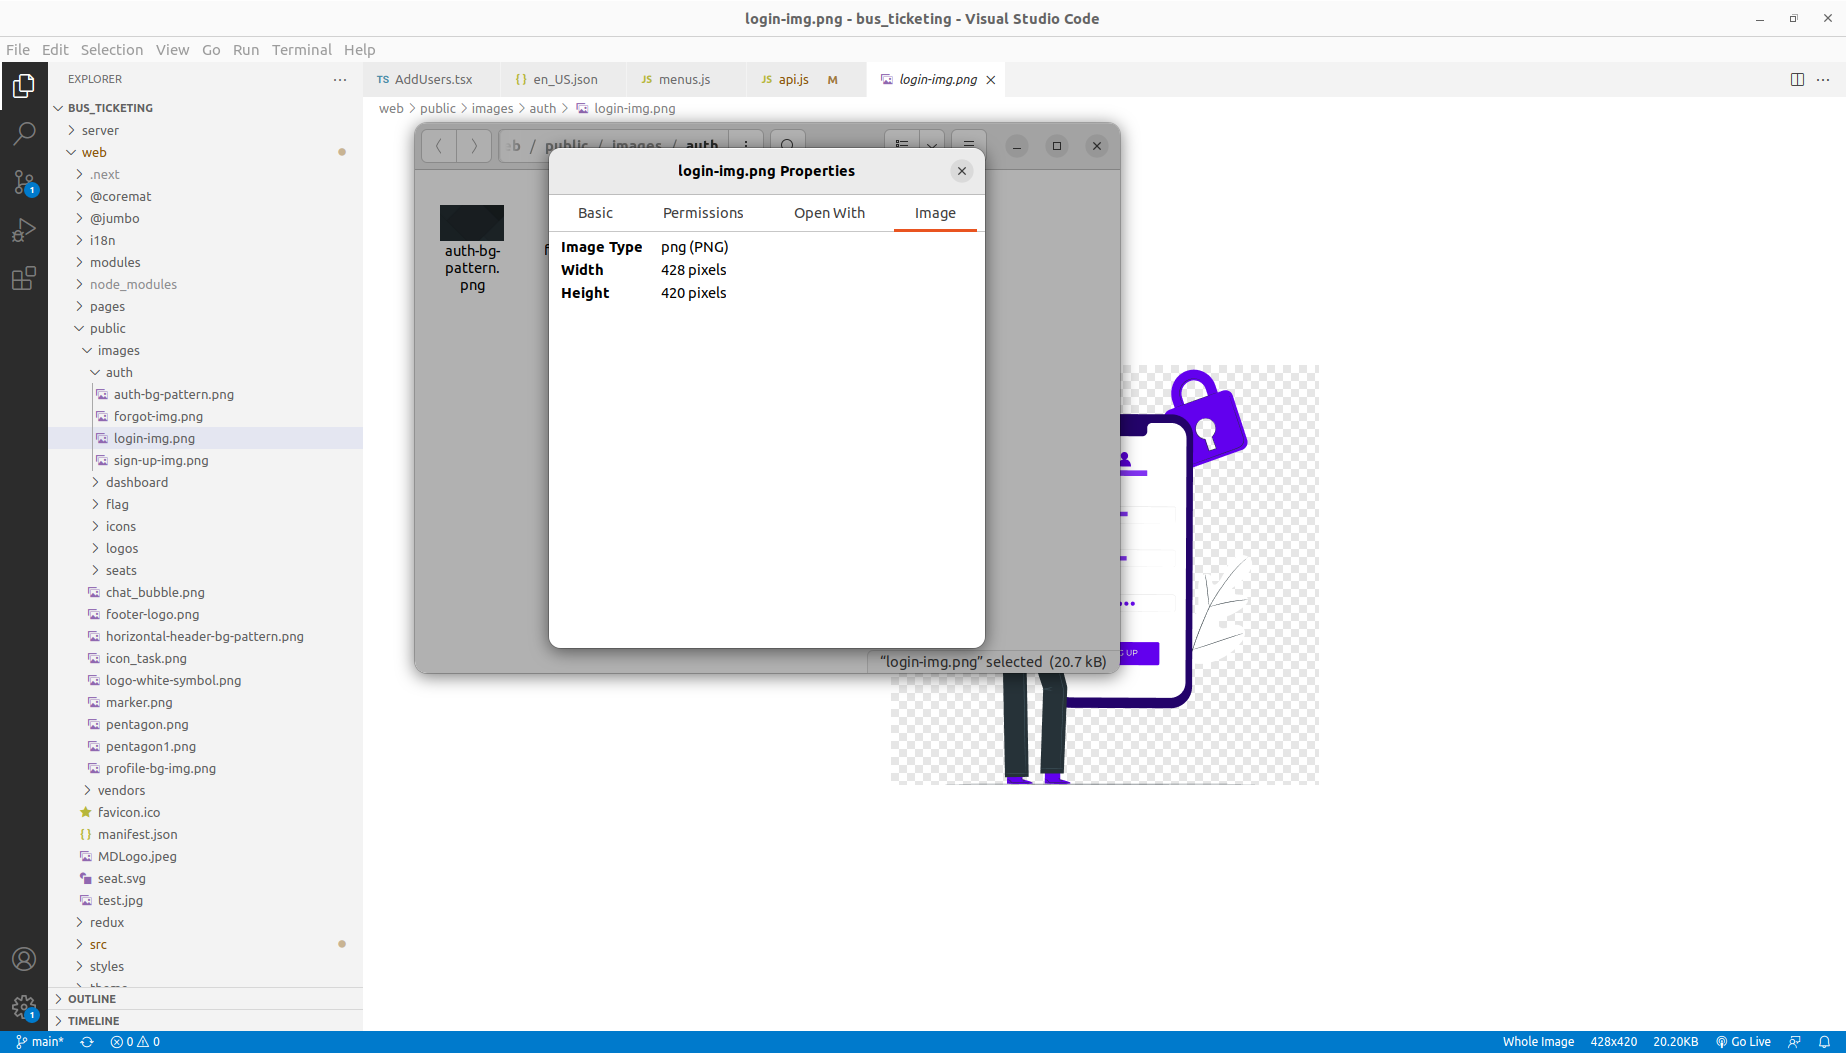 login-img.png - bus_ticketing - Visual Studio Code
File Edit Selection View Go Run Terminal Help
EXPLORER
TS AddUsers.tsx
{} en_US.json
JS menus.js
JS api.js M
login-img.png
web > public > images > auth > login-img.png
BUS_TICKETING
server
web
.next
@coremat
@jumbo
i18n
modules
node_modules
pages
public
images
auth
auth-bg-pattern.png
forgot-img.png
login-img.png
sign-up-img.png
dashboard
flag
icons
logos
seats
chat_bubble.png
footer-logo.png
horizontal-header-bg-pattern.png
icon_task.png
logo-white-symbol.png
marker.png
pentagon.png
pentagon1.png
profile-bg-img.png
vendors
favicon.ico
{} manifest.json
MDLogo.jpeg
seat.svg
test.jpg
redux
src
styles
OUTLINE
TIMELINE
1
1
eb / public / images / auth
auth-bg-
pattern.
png
f
login-img.png Properties
Basic Permissions Open With Image
Image Type png (PNG)
Width 428 pixels
Height 420 pixels
“login-img.png” selected (20.7 kB)
UP
main* 0 0
Whole Image 428x420 20.20KB Go Live